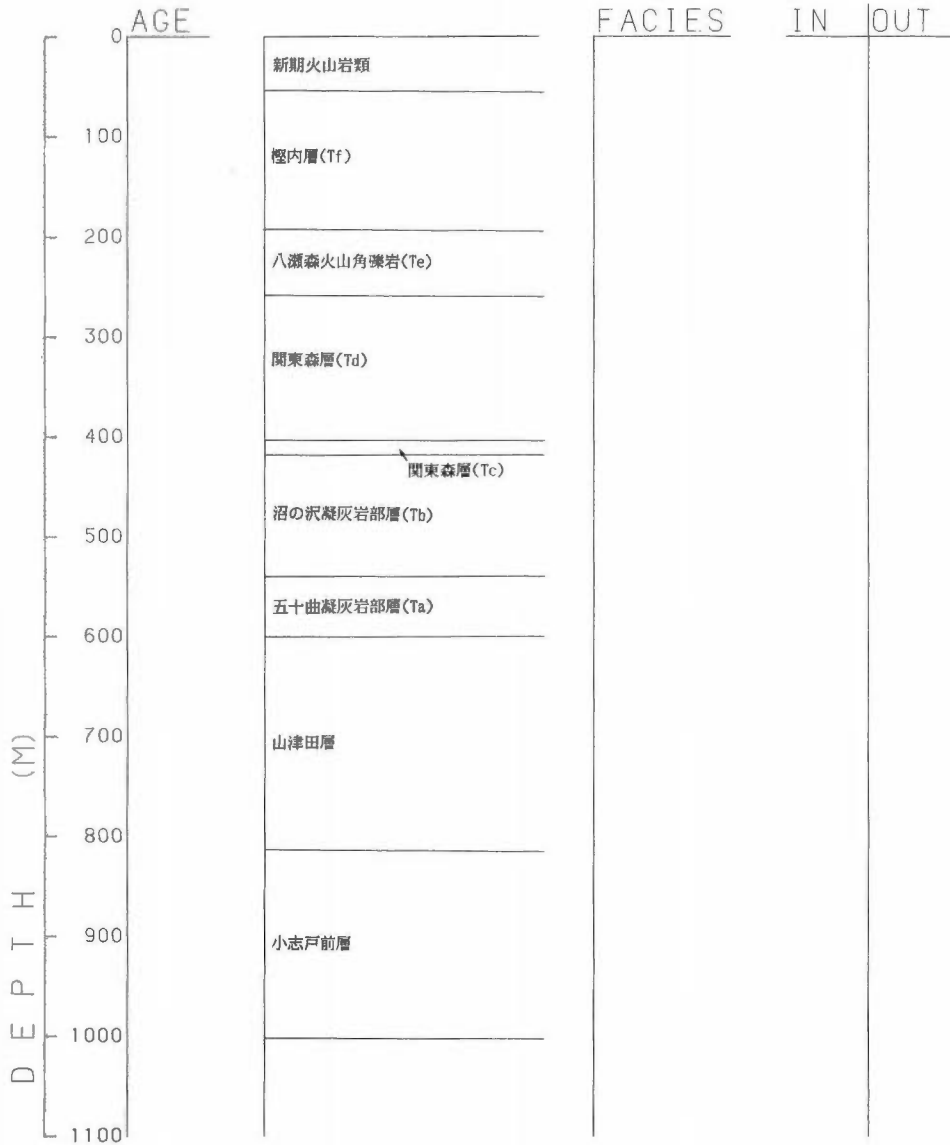 AGE
FACIES
IN
OUT
0
新期火山岩類
100
樫内層(Tf)
200
八瀬森火山角礫岩(Te)
300
関東森層(Td)
400
関東森層(Tc)
沼の沢凝灰岩部層(Tb)
500
五十曲凝灰岩部層(Ta)
600
山津田層
700
800
小志戸前層
900
1000
1100
DEPTH (M)